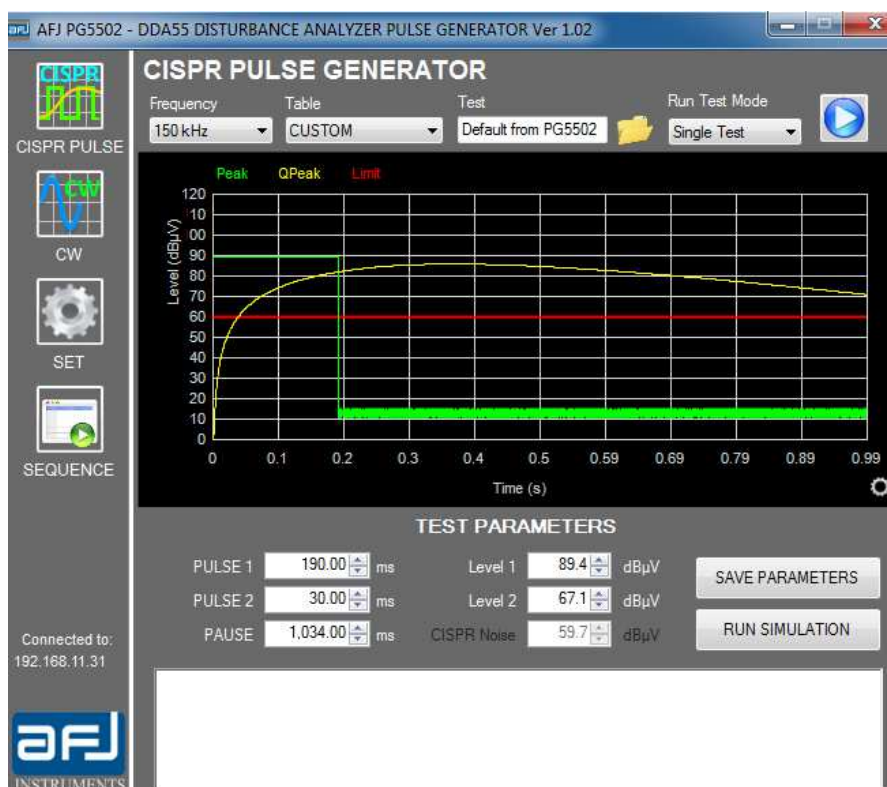 AFJ PG5502 - DDA55 DISTURBANCE ANALYZER PULSE GENERATOR Ver 1.02
CISPR
CISPR PULSE
CW
CW
SET
SEQUENCE
Connected to:
192.168.11.31
afj
INSTRUMENTS
CISPR PULSE GENERATOR
Frequency Table Test Run Test Mode
150 kHz CUSTOM Default from PG5502 Single Test
Peak QPeak Limit
Level (dBµV)
120
10
00
90
80
70
60
50
40
30
20
10
0
0 0.1 0.2 0.3 0.4 0.5 0.59 0.69 0.79 0.89 0.99
Time (s)
TEST PARAMETERS
PULSE 1 190.00 ms Level 1 89.4 dBµV SAVE PARAMETERS
PULSE 2 30.00 ms Level 2 67.1 dBµV
PAUSE 1,034.00 ms CISPR Noise 59.7 dBµV RUN SIMULATION